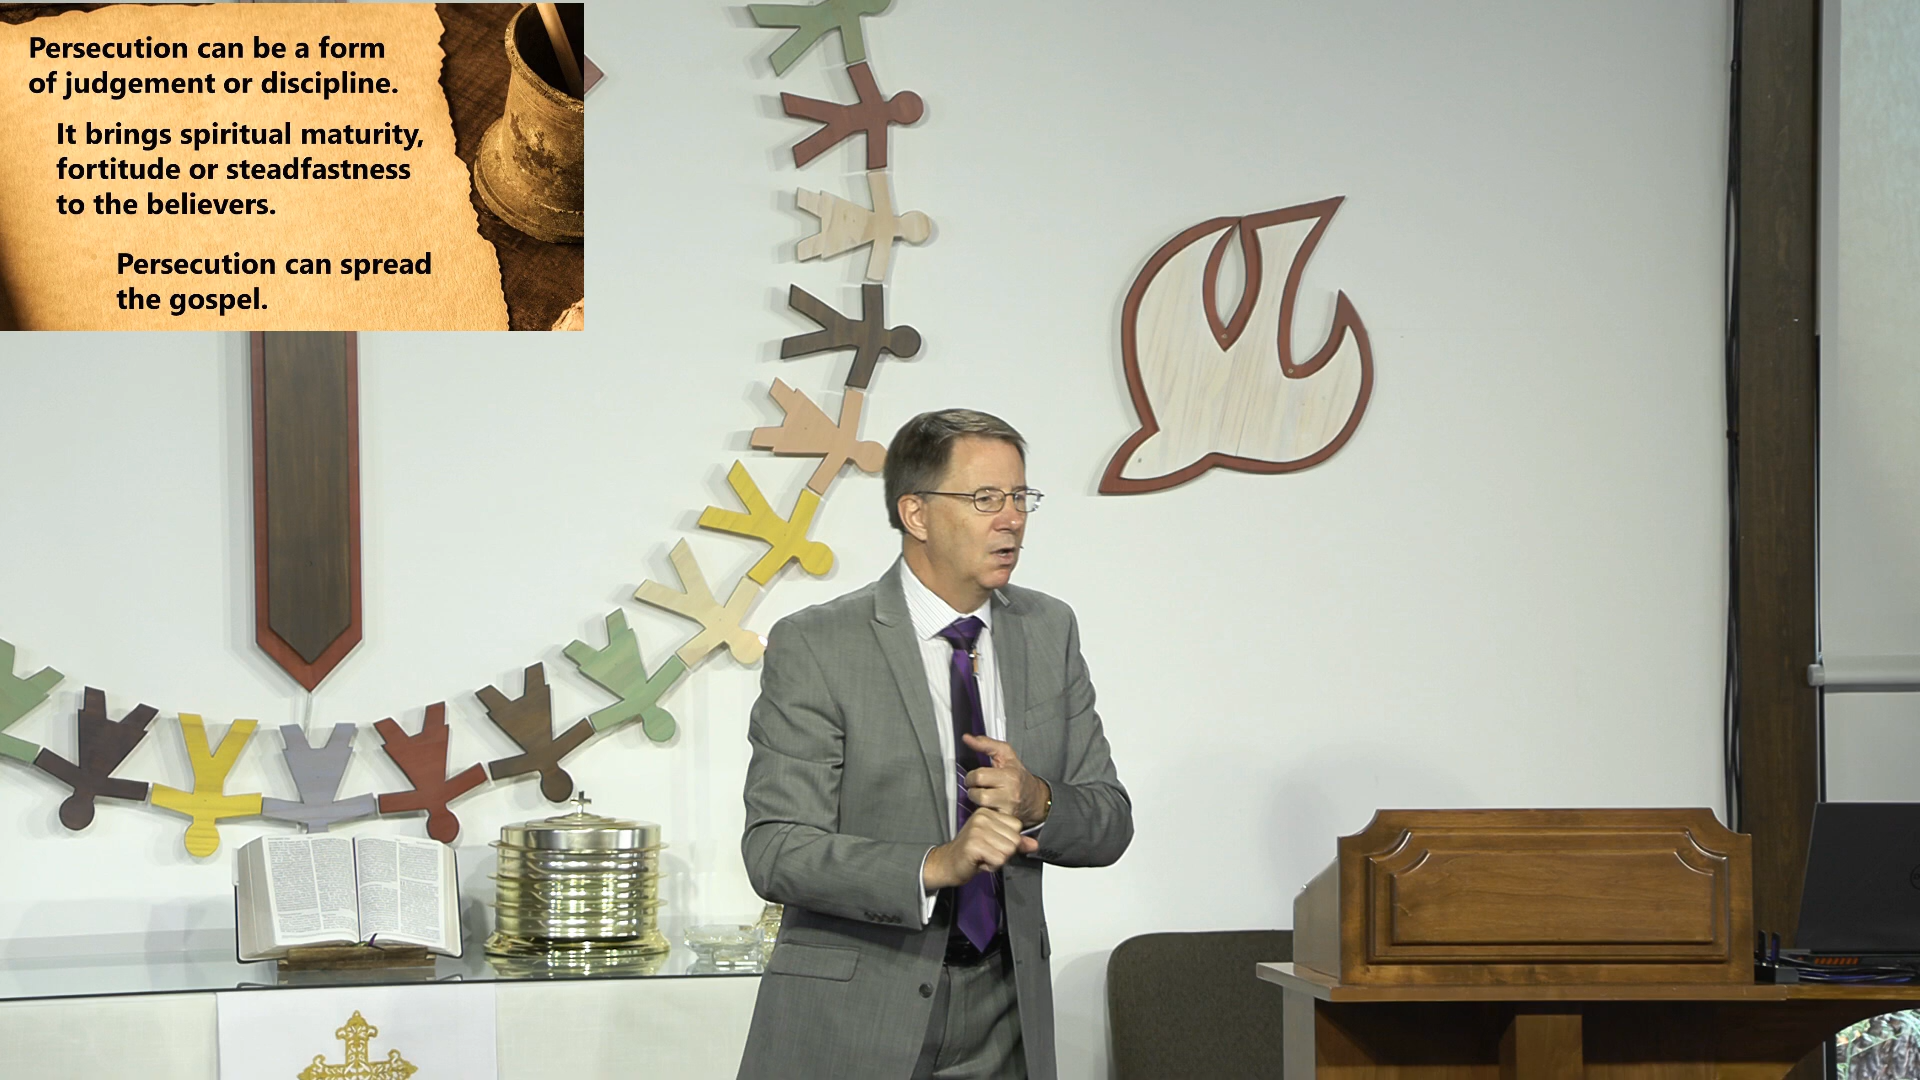 Persecution can be a form
of judgement or discipline.
It brings spiritual maturity,
fortitude or steadfastness
to the believers.
Persecution can spread
the gospel.